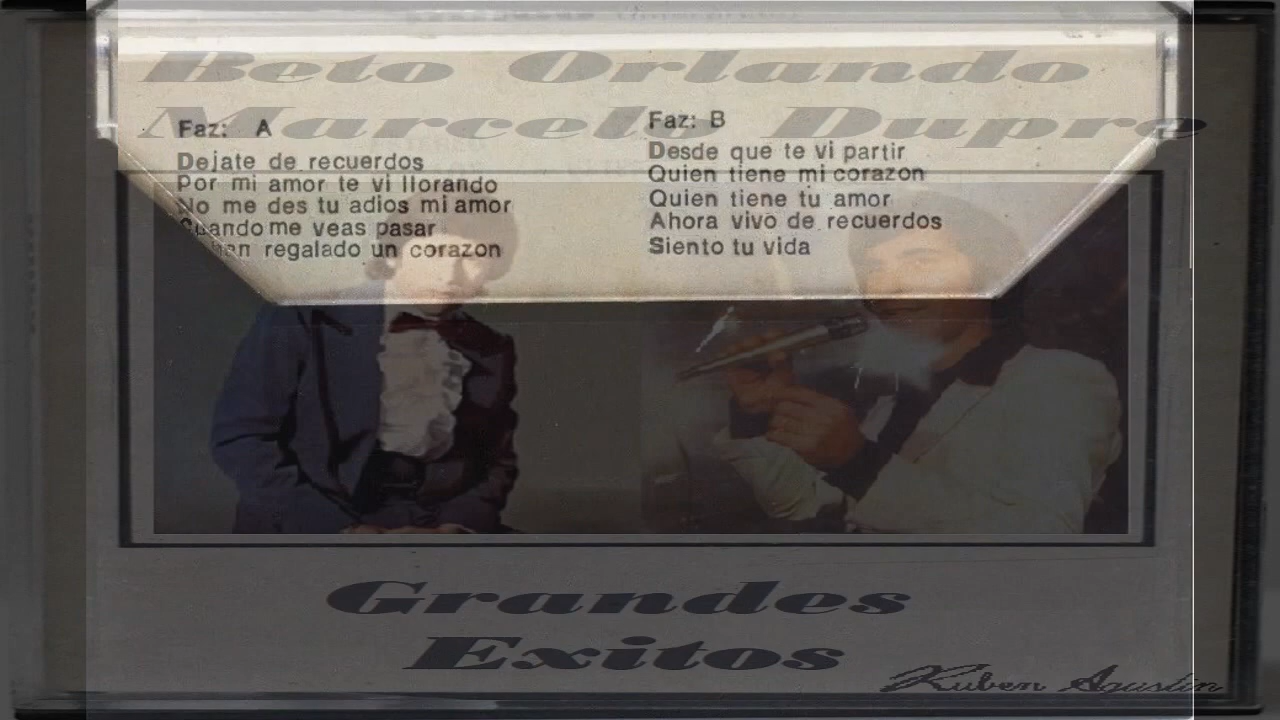 Beto Orlando
Marcelo Dupre
Faz: A
Dejate de recuerdos
Por mi amor te vi llorando
No me des tu adios mi amor
Cuando me veas pasar
regalado un corazon
Faz: B
Desde que te vi partir
Quien tiene mi corazon
Quien tiene tu amor
Ahora vivo de recuerdos
Siento tu vida
Grandes
Exitos
Ruben Agustin